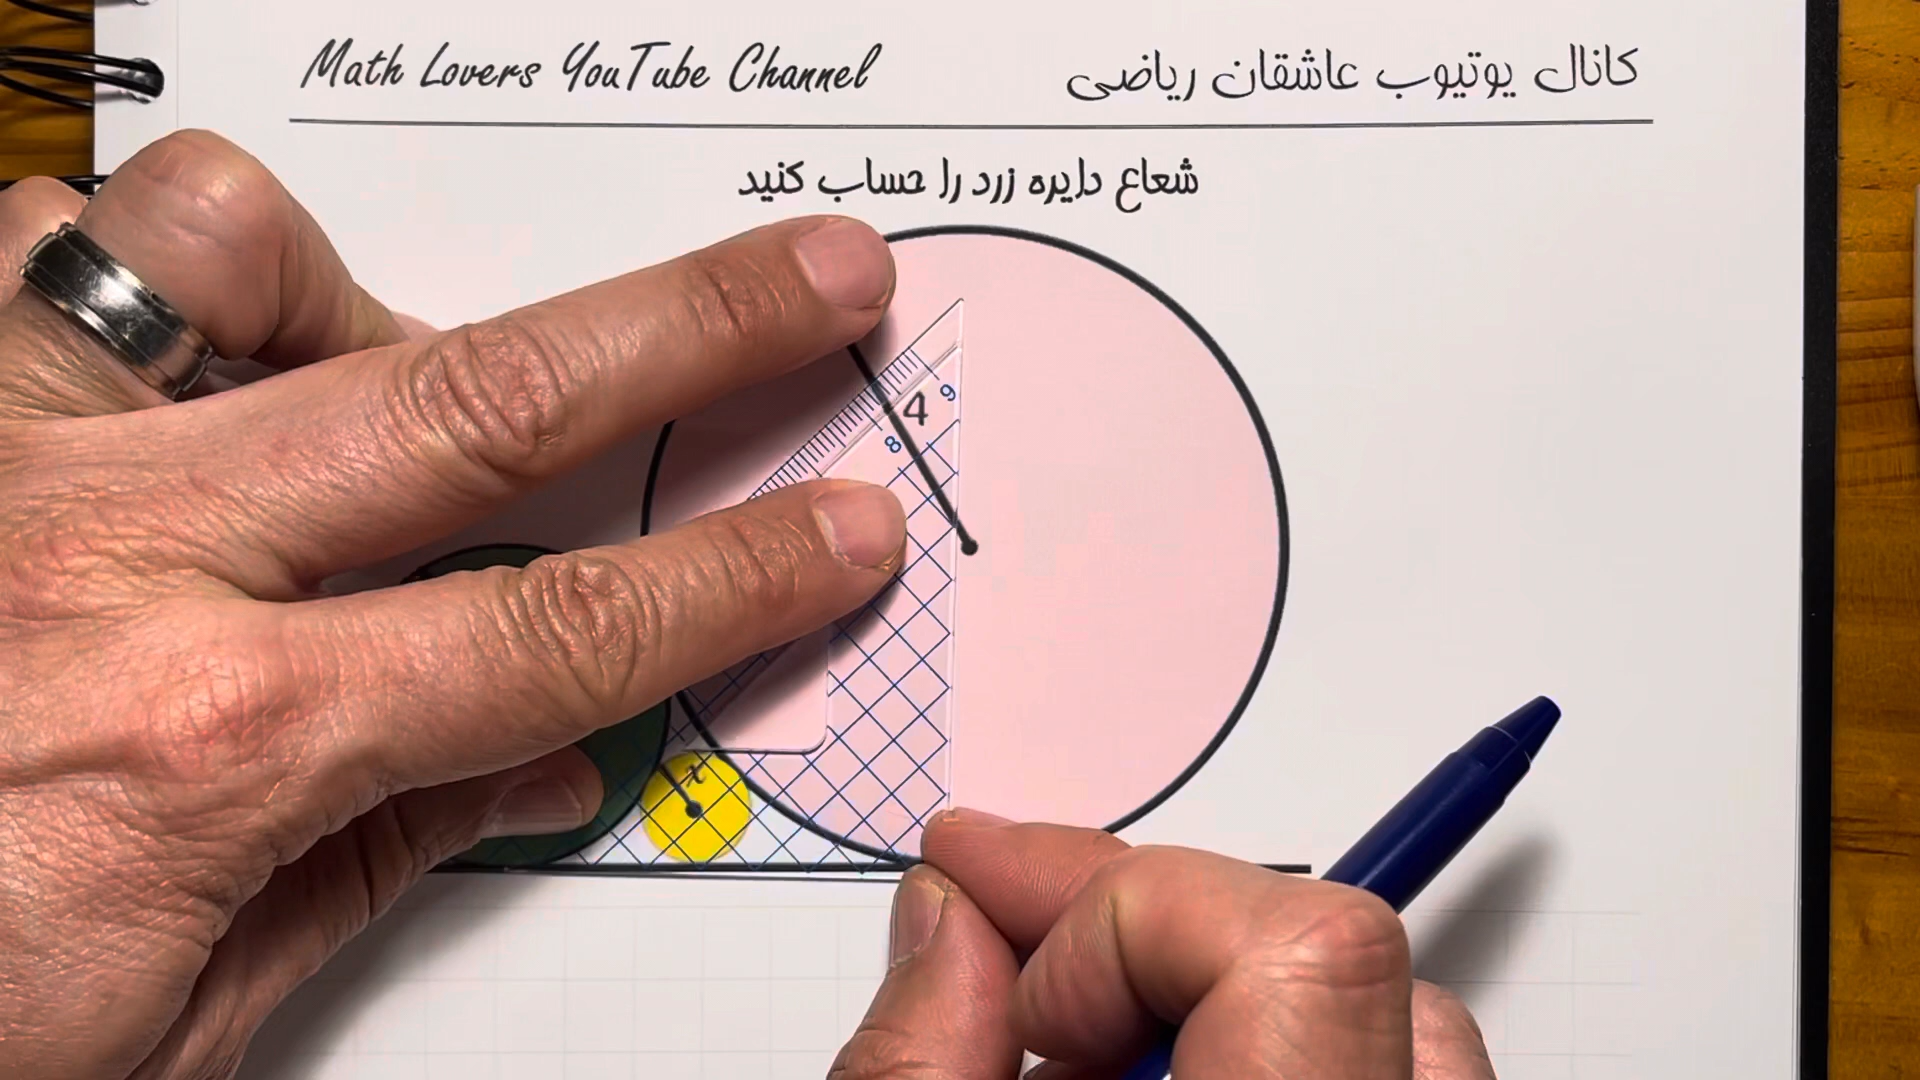 Math Lovers YouTube Channel
کانال یوتیوب عاشقان ریاضی
شعاع دایره زرد را حساب کنید
4
9
8
x